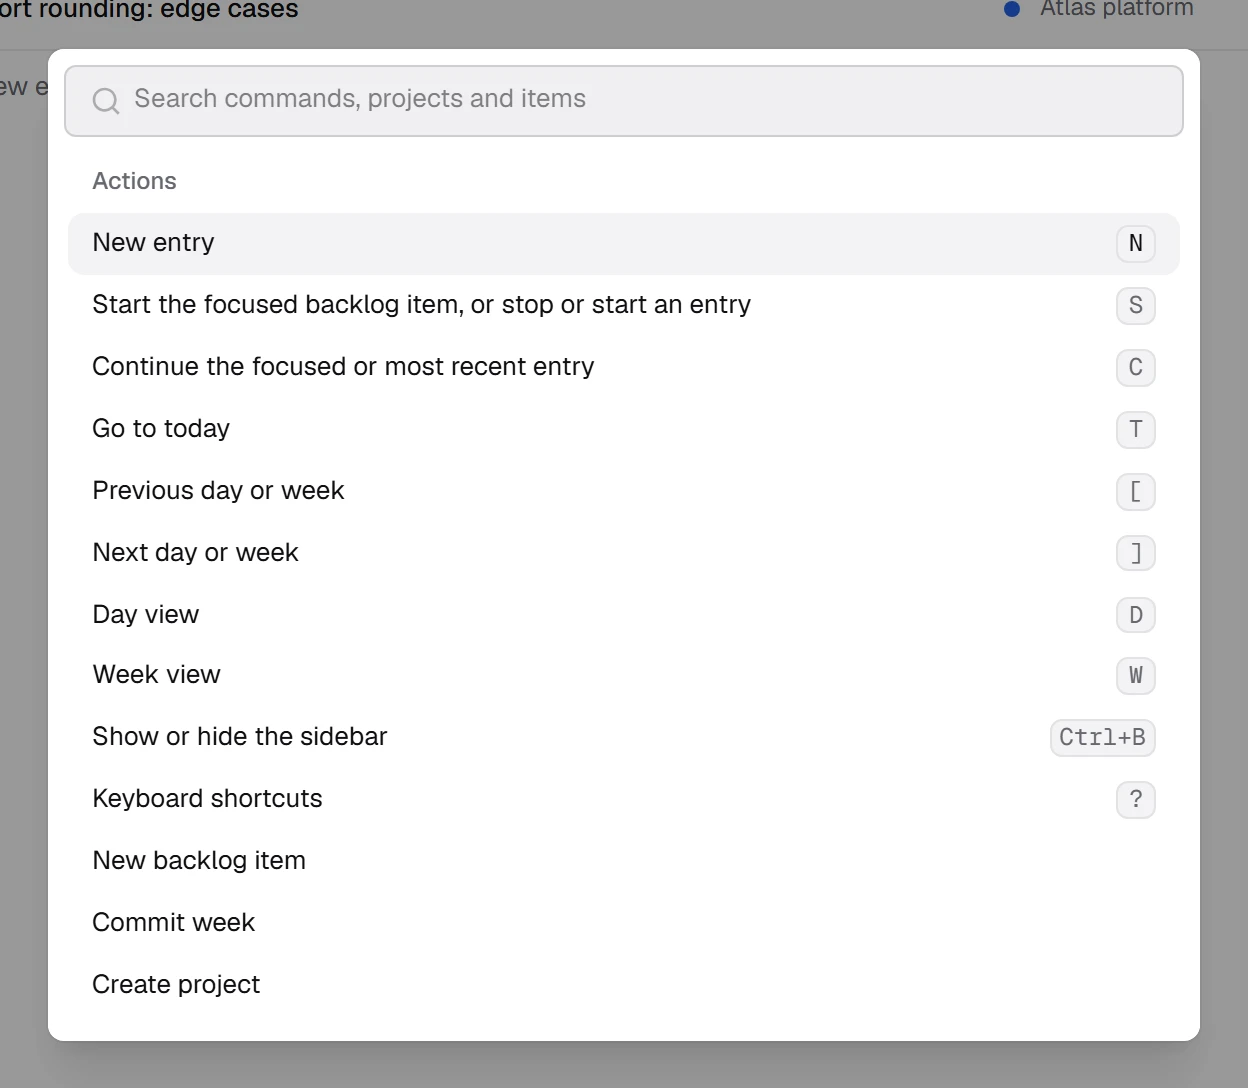 ort rounding: edge cases
Atlas platform
ew e
Search commands, projects and items
Actions
New entry N
Start the focused backlog item, or stop or start an entry S
Continue the focused or most recent entry C
Go to today T
Previous day or week [
Next day or week ]
Day view D
Week view W
Show or hide the sidebar Ctrl+B
Keyboard shortcuts ?
New backlog item
Commit week
Create project